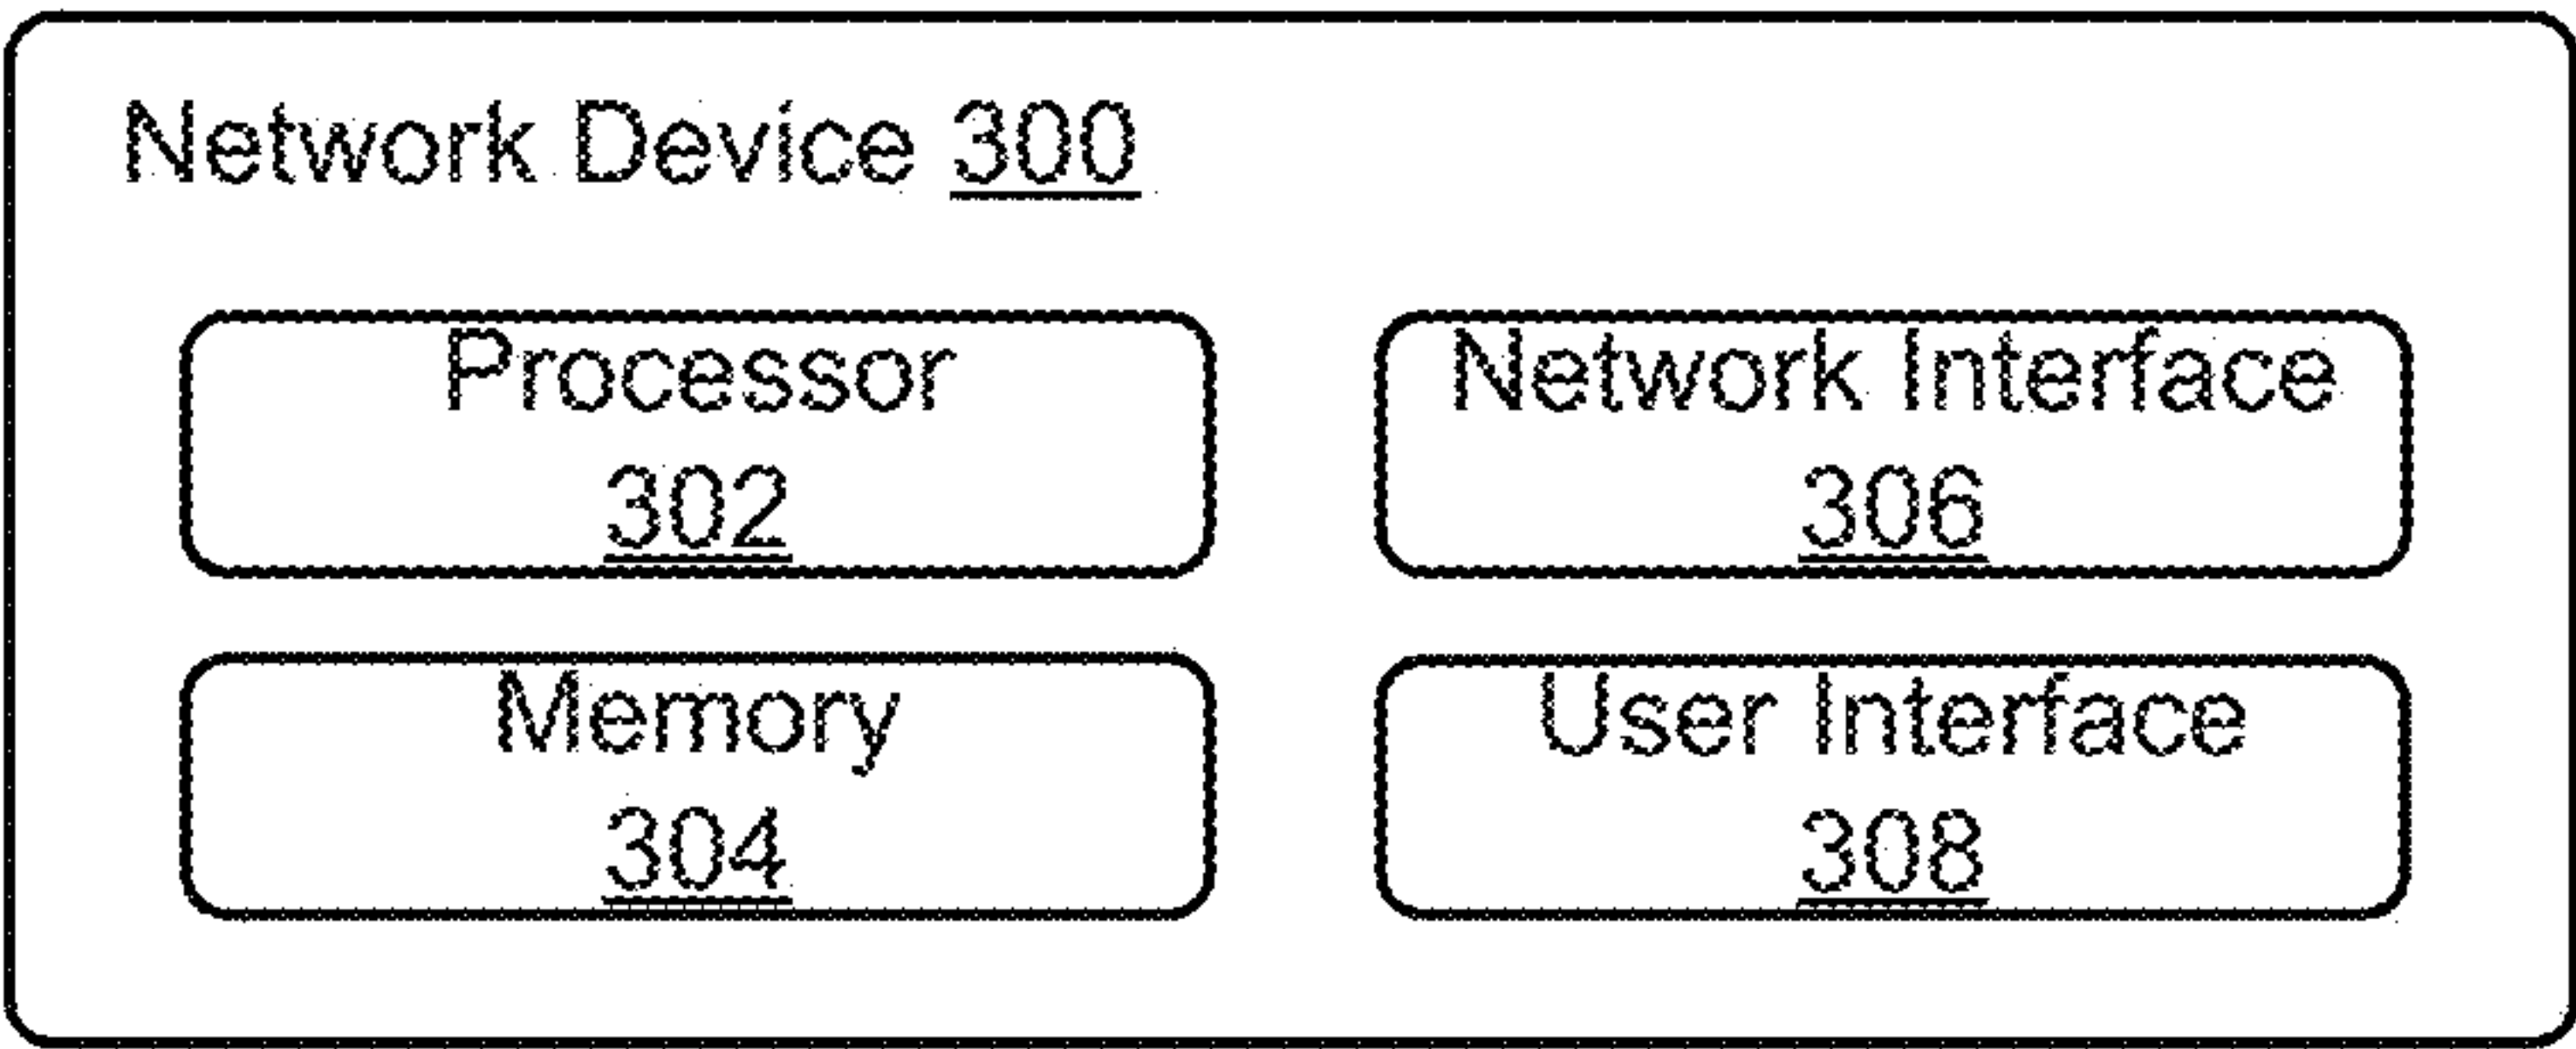 Network Device 300
Processor
302
Network Interface
306
Memory
304
User Interface
308